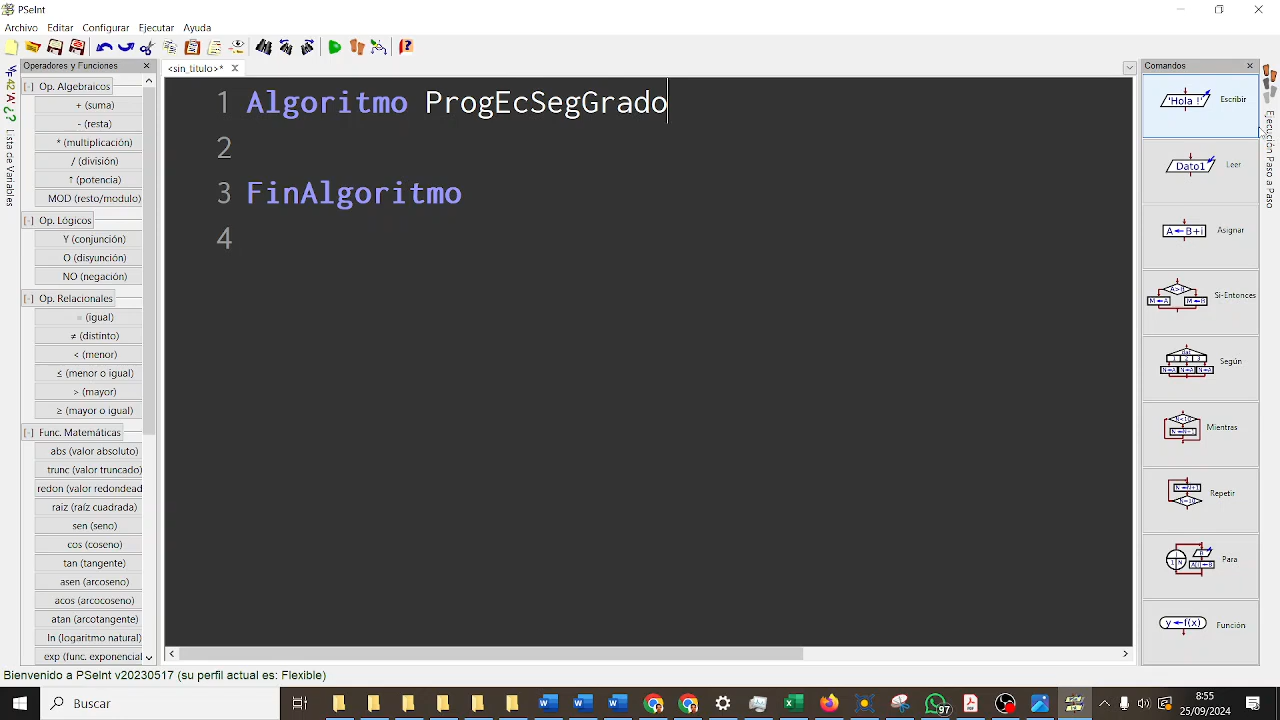 PSeInt
Archivo Editar Configurar Ejecutar Ayuda
Lista de Variables
Operadores y Funciones
Op. Algebraicos
+ (suma)
- (resta)
* (multiplicación)
/ (división)
↑ (potencia)
MOD (resto/modulo)
Op. Lógicos
Y (conjunción)
O (disyunción)
NO (negación)
Op. Relacionales
= (igual)
≠ (distinto)
< (menor)
≤ (menor o igual)
> (mayor)
≥ (mayor o igual)
Func. Matemáticas
abs (valor absoluto)
trunc (valor truncado)
redon (valor redondead
raiz (raíz cuadrada)
sen (seno)
cos (coseno)
tan (tangente)
asen (arcoseno)
acos (arcocoseno)
atan (arcotangente)
ln (logaritmo natural)
exp (func. exponencial
<sin_titulo>*
1 Algoritmo ProgEcSegGrado
2
3 FinAlgoritmo
4
Comandos
'Hola !' Escribir
Dato1 Leer
A←B+i Asignar
Si-Entonces
Según
Mientras
Repetir
Para
y←f(x) Función
Ejecución Paso a Paso
Bienvenido a PSeInt v20230517 (su perfil actual es: Flexible)
Buscar
97
8:55
25/09/2024